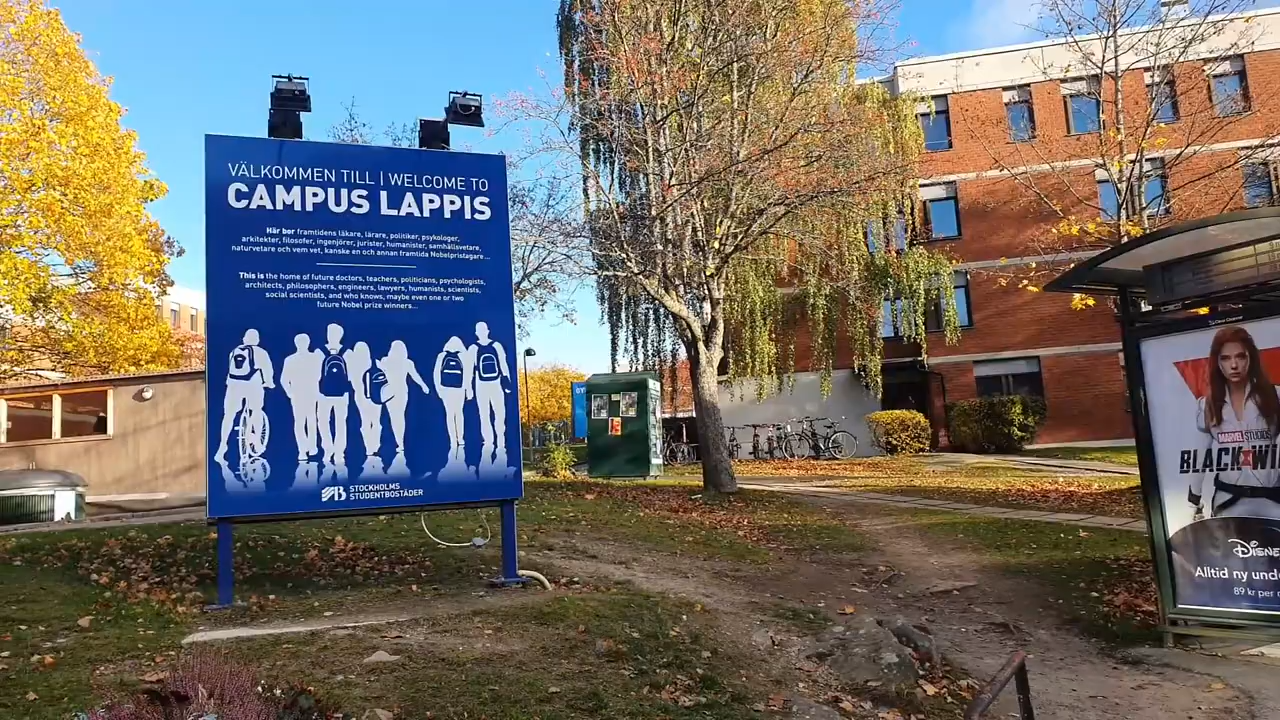 VÄLKOMMEN TILL | WELCOME TO
CAMPUS LAPPIS
Här bor framtidens läkare, lärare, politiker, psykologer,
arkitekter, filosofer, ingenjörer, jurister, humanister, samhällsvetare,
naturvetare och vem vet, kanske en och annan framtida Nobelpristagare...
This is the home of future doctors, teachers, politicians, psychologists,
architects, philosophers, engineers, lawyers, humanists, scientists,
social scientists, and who knows, maybe even one or two
future Nobel prize winners...
STOCKHOLMS
STUDENTBOSTÄDER
Clear Channel
MARVEL STUDIOS
BLACK WI
DISNE
Alltid ny und
89 kr per